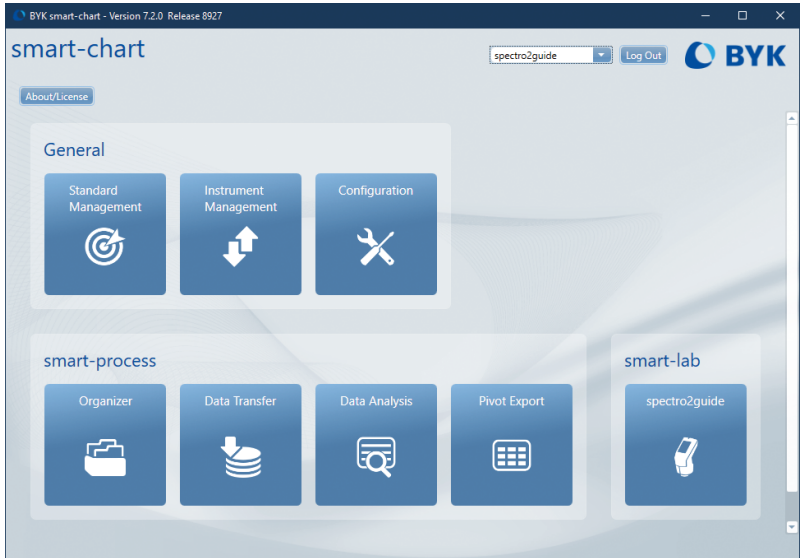 BYK smart-chart - Version 7.2.0 Release 8927
smart-chart
spectro2guide
Log Out
BYK
About/License
General
Standard
Management
Instrument
Management
Configuration
smart-process
Organizer
Data Transfer
Data Analysis
Pivot Export
smart-lab
spectro2guide